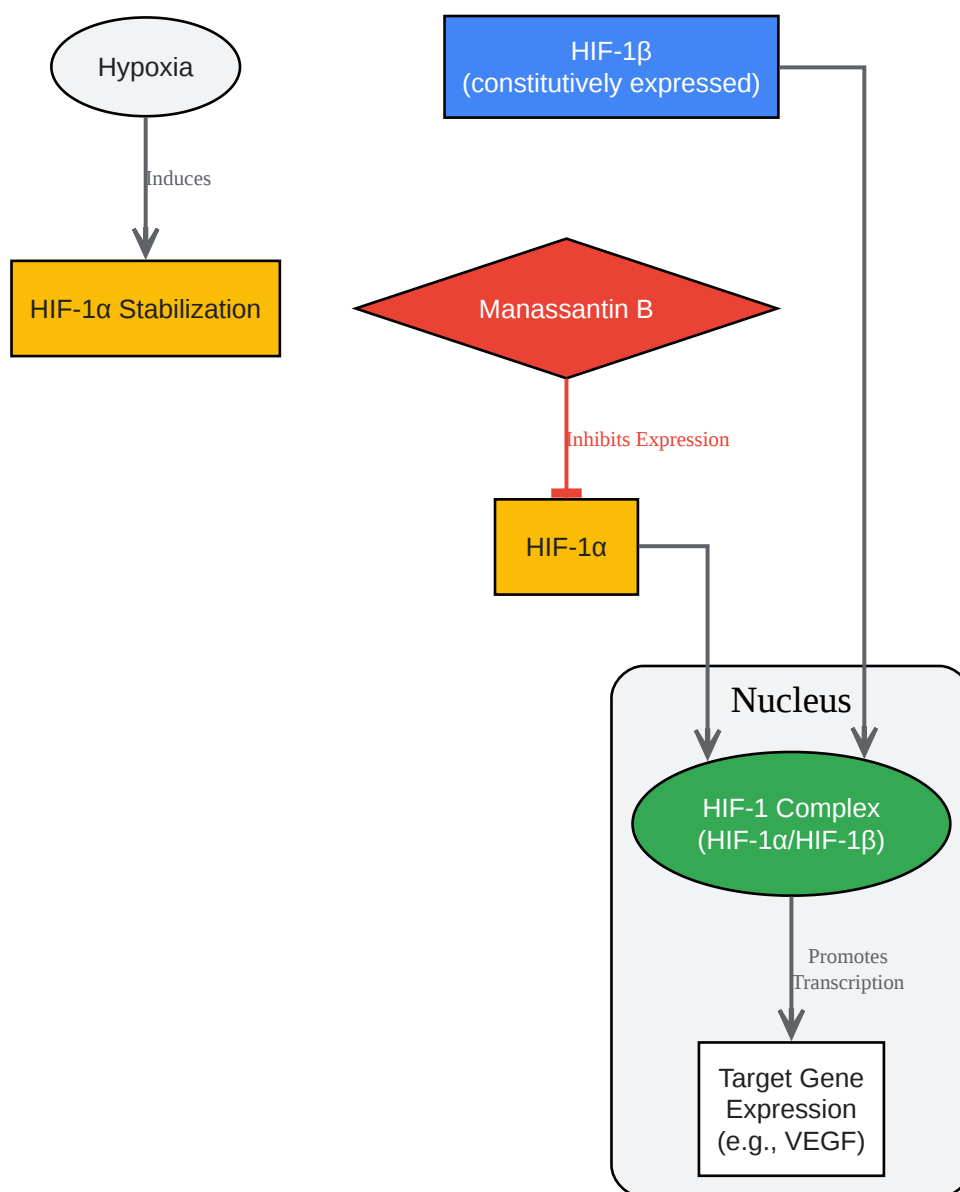 Hypoxia
HIF-1β
(constitutively expressed)
Induces
HIF-1α Stabilization
Manassantin B
Inhibits Expression
HIF-1α
Nucleus
HIF-1 Complex
(HIF-1α/HIF-1β)
Promotes
Transcription
Target Gene
Expression
(e.g., VEGF)